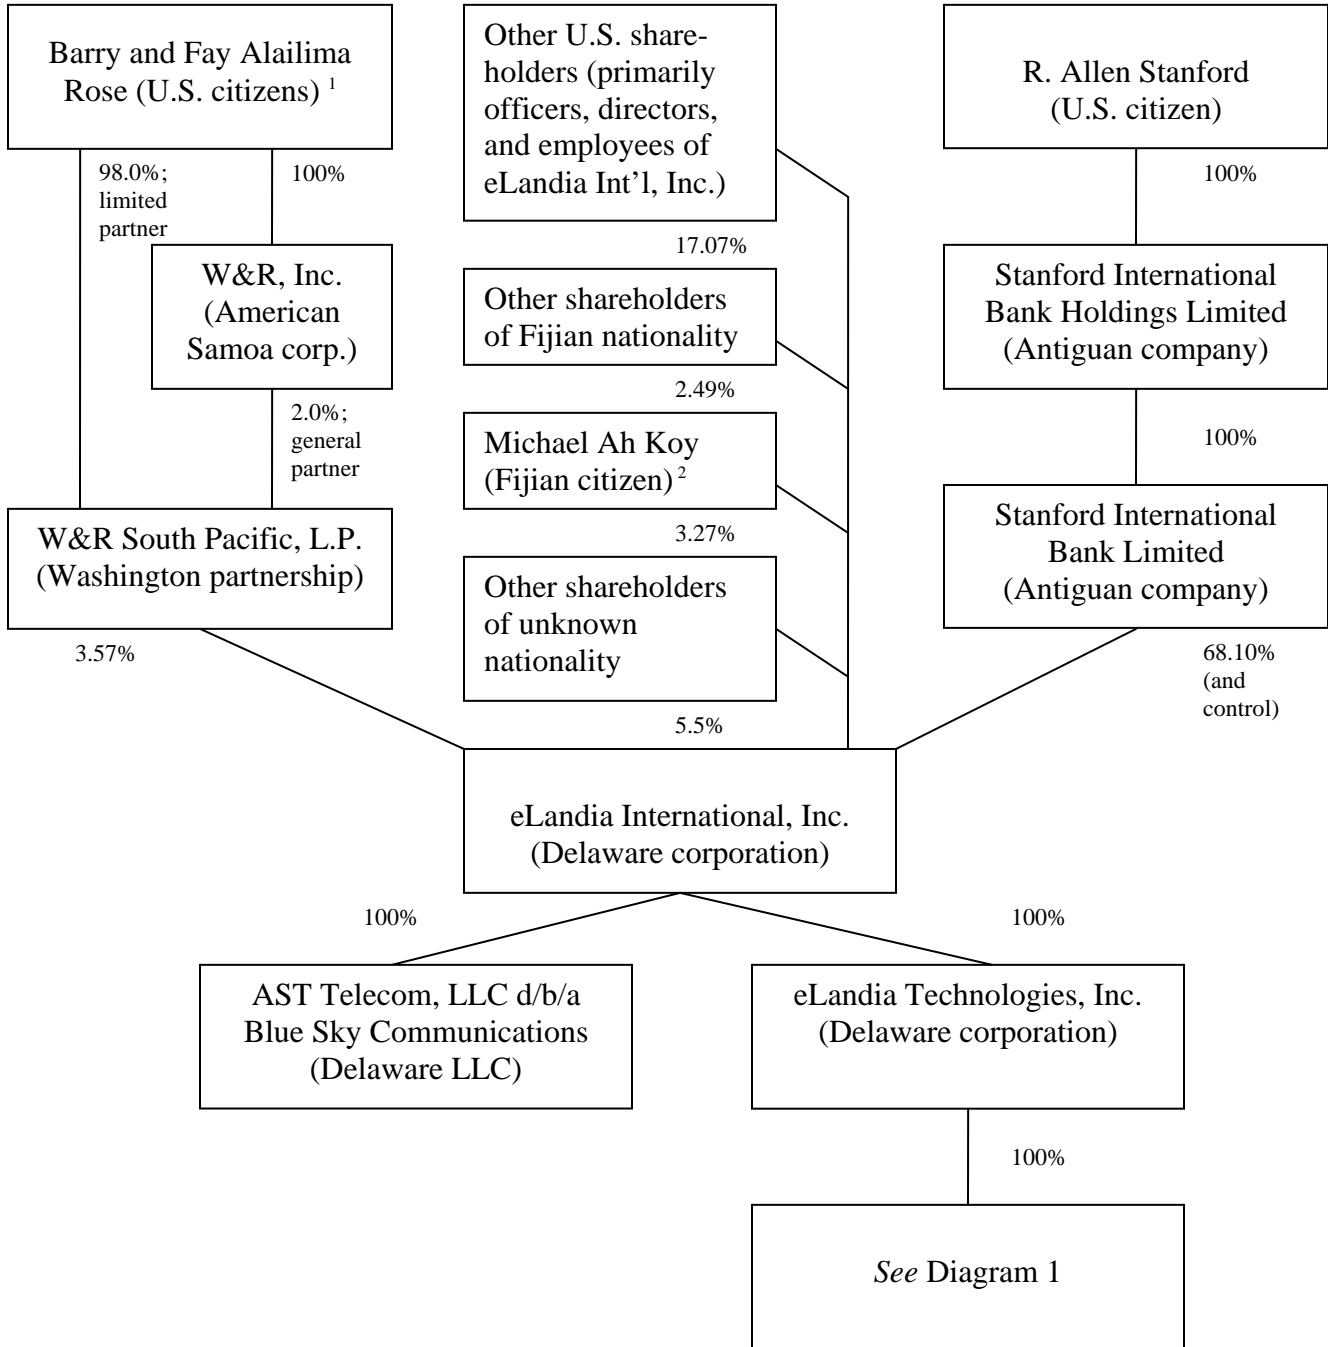 Barry and Fay Alailima
Rose (U.S. citizens) 1
98.0%;
limited
partner
100%
W&R, Inc.
(American
Samoa corp.)
2.0%;
general
partner
W&R South Pacific, L.P.
(Washington partnership)
3.57%
Other U.S. share-
holders (primarily
officers, directors,
and employees of
eLandia Int’l, Inc.)
17.07%
Other shareholders
of Fijian nationality
2.49%
Michael Ah Koy
(Fijian citizen) 2
3.27%
Other shareholders
of unknown
nationality
5.5%
R. Allen Stanford
(U.S. citizen)
100%
Stanford International
Bank Holdings Limited
(Antiguan company)
100%
Stanford International
Bank Limited
(Antiguan company)
68.10%
(and
control)
eLandia International, Inc.
(Delaware corporation)
100%
100%
AST Telecom, LLC d/b/a
Blue Sky Communications
(Delaware LLC)
eLandia Technologies, Inc.
(Delaware corporation)
100%
See Diagram 1